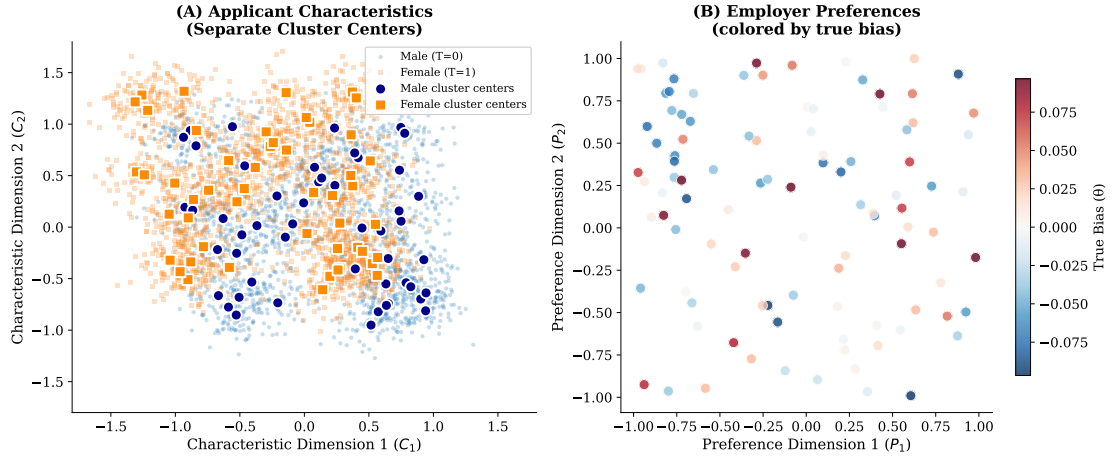 (A) Applicant Characteristics
(Separate Cluster Centers)
Male (T=0)
Female (T=1)
Male cluster centers
Female cluster centers
1.5
1.0
0.5
0.0
−0.5
−1.0
−1.5
Characteristic Dimension 2 (C₂)
−1.5 −1.0 −0.5 0.0 0.5 1.0 1.5
Characteristic Dimension 1 (C₁)
(B) Employer Preferences
(colored by true bias)
1.00
0.75
0.50
0.25
0.00
−0.25
−0.50
−0.75
−1.00
Preference Dimension 2 (P₂)
−1.00 −0.75 −0.50 −0.25 0.00 0.25 0.50 0.75 1.00
Preference Dimension 1 (P₁)
0.075
0.050
0.025
0.000
−0.025
−0.050
−0.075
True Bias (θ)